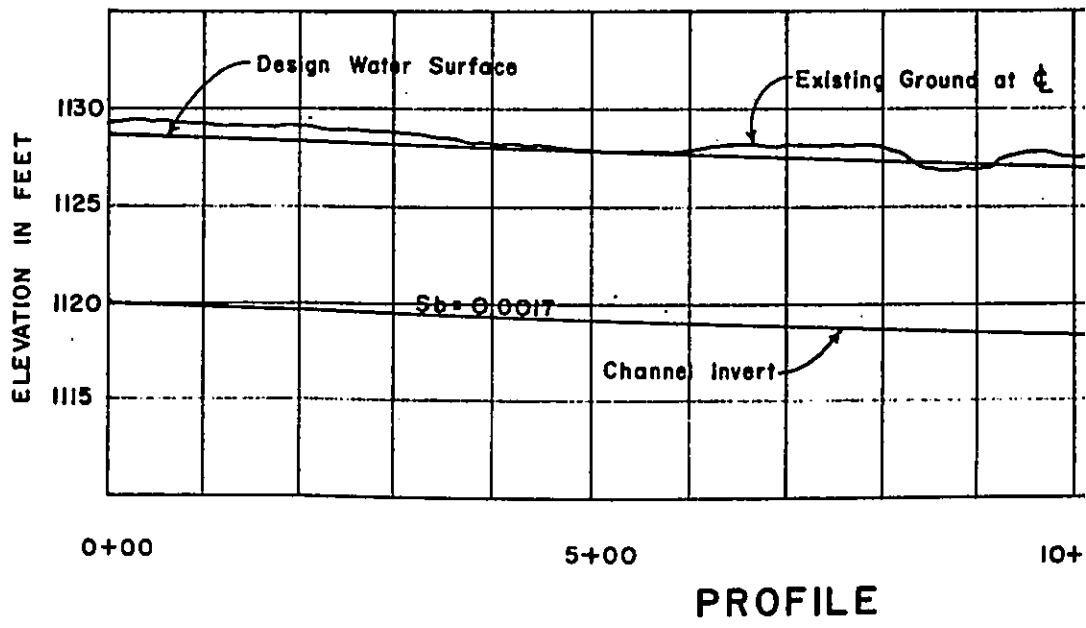 Design Water Surface
Existing Ground at ℄
1130
1125
1120
1115
ELEVATION IN FEET
Sb = 0.0017
Channel Invert
0+00
5+00
10+
PROFILE